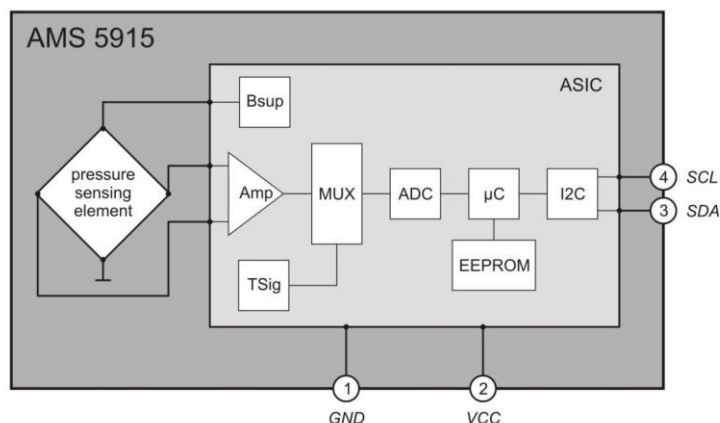 AMS 5915
ASIC
Bsup
pressure
sensing
element
Amp
MUX
ADC
µC
I2C
4 SCL
3 SDA
TSig
EEPROM
1
2
GND
VCC